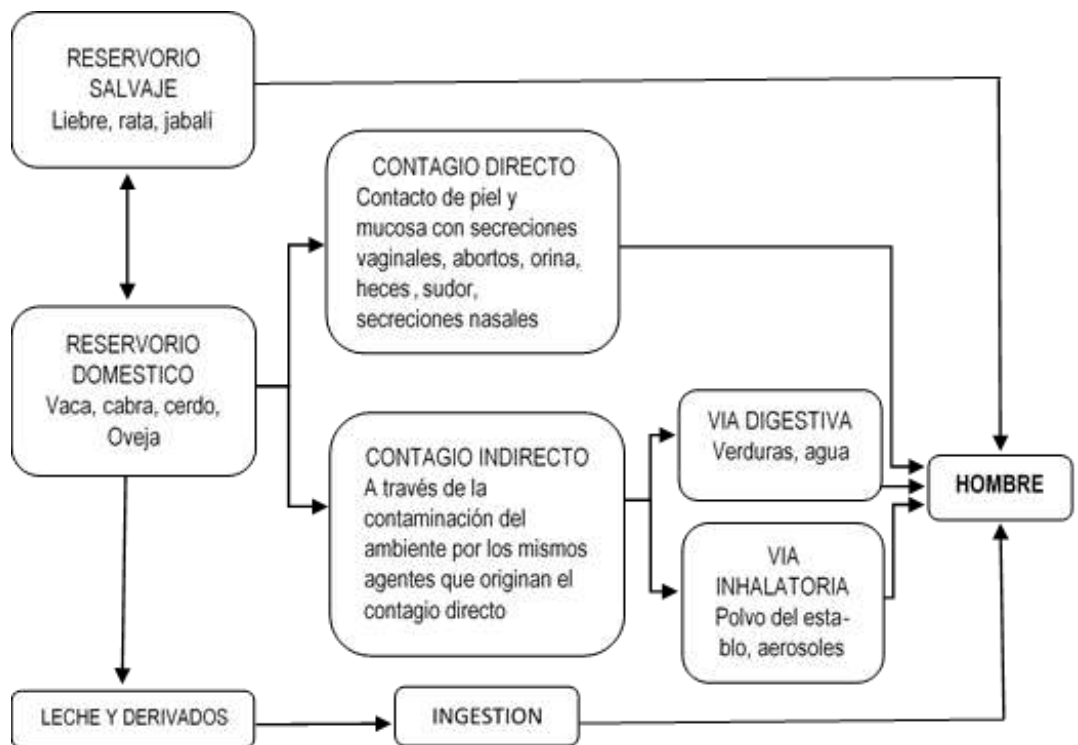 RESERVORIO
SALVAJE
Liebre, rata, jabali
CONTAGIO DIRECTO
Contacto de piel y
mucosa con secreciones
vaginales, abortos, orina,
heces , sudor,
secreciones nasales
RESERVORIO
DOMESTICO
Vaca, cabra, cerdo,
Oveja
CONTAGIO INDIRECTO
A través de la
contaminación del
ambiente por los mismos
agentes que originan el
contagio directo
VIA DIGESTIVA
Verduras, agua
VIA
INHALATORIA
Polvo del esta-
blo, aerosoles
HOMBRE
LECHE Y DERIVADOS
INGESTION